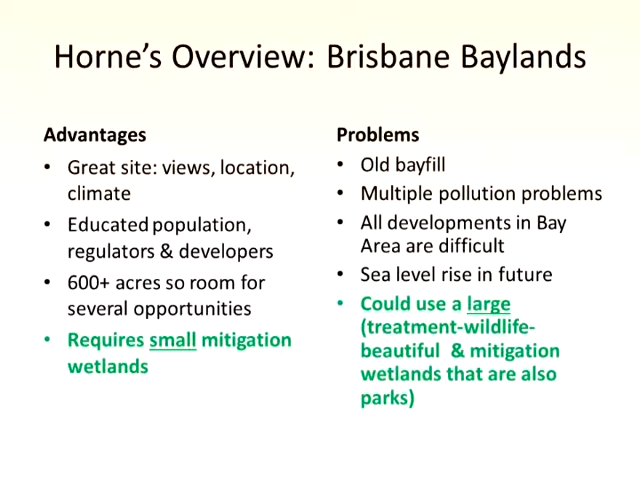 Horne's Overview: Brisbane Baylands
Advantages
• Great site: views, location,
climate
• Educated population,
regulators & developers
• 600+ acres so room for
several opportunities
• Requires small mitigation
wetlands
Problems
• Old bayfill
• Multiple pollution problems
• All developments in Bay
Area are difficult
• Sea level rise in future
• Could use a large
(treatment-wildlife-
beautiful & mitigation
wetlands that are also
parks)